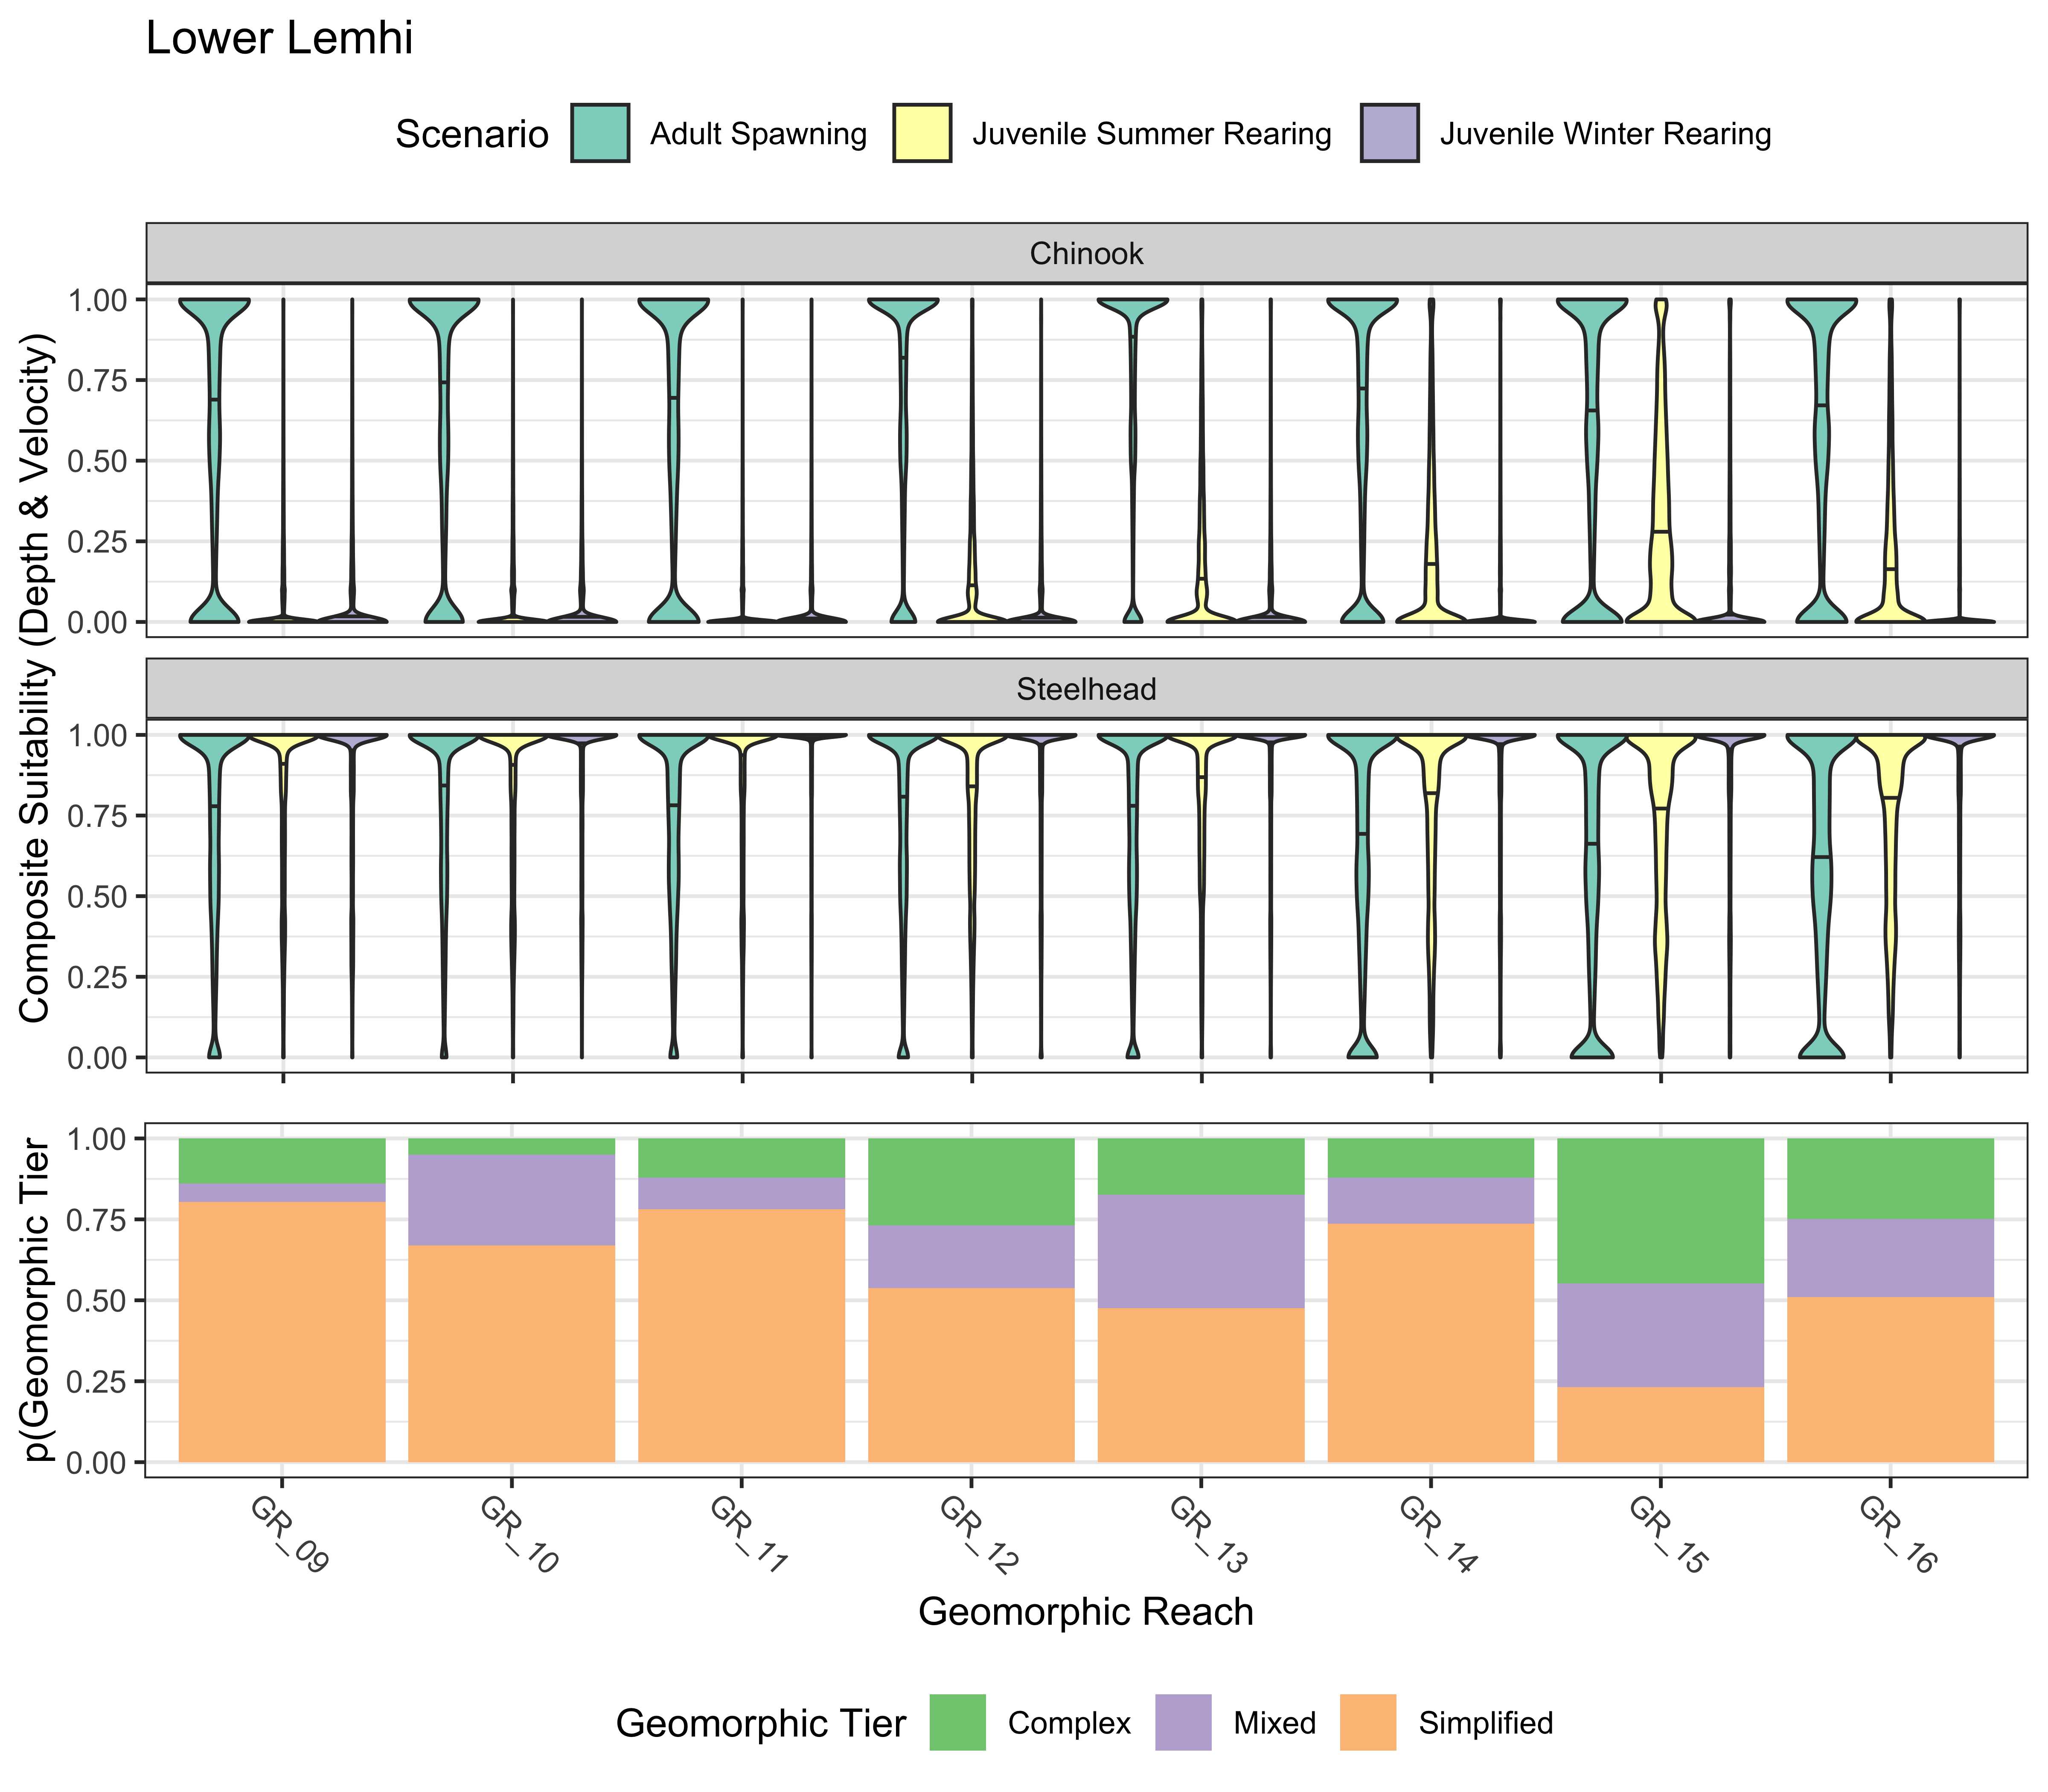 Lower Lemhi
Scenario Adult Spawning Juvenile Summer Rearing Juvenile Winter Rearing
Composite Suitability (Depth & Velocity)
Chinook
1.00
0.75
0.50
0.25
0.00
Steelhead
1.00
0.75
0.50
0.25
0.00
p(Geomorphic Tier
1.00
0.75
0.50
0.25
0.00
GR_09 GR_10 GR_11 GR_12 GR_13 GR_14 GR_15 GR_16
Geomorphic Reach
Geomorphic Tier Complex Mixed Simplified